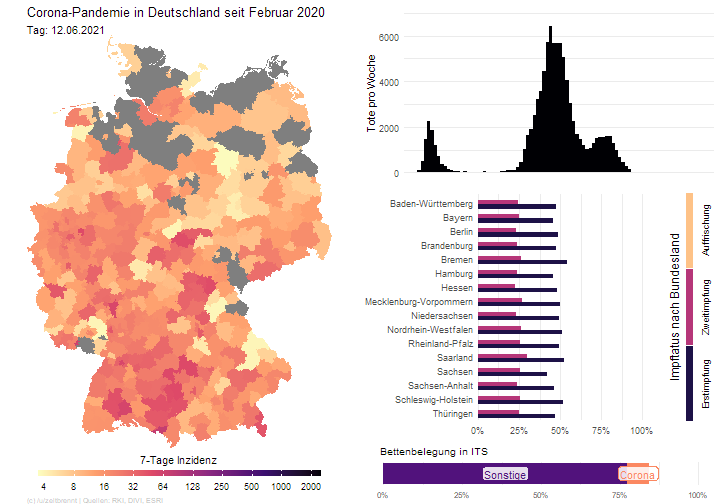 Corona-Pandemie in Deutschland seit Februar 2020
Tag: 12.06.2021
7-Tage Inzidenz
4 8 16 32 64 125 250 500 1000 2000
(c) /u/zeitbremt | Quellen: RKI, DIVI, ESRI
Tote pro Woche
6000
4000
2000
0
Baden-Württemberg
Bayern
Berlin
Brandenburg
Bremen
Hamburg
Hessen
Mecklenburg-Vorpommern
Niedersachsen
Nordrhein-Westfalen
Rheinland-Pfalz
Saarland
Sachsen
Sachsen-Anhalt
Schleswig-Holstein
Thüringen
0% 25% 50% 75% 100%
Impfstatus nach Bundesland
Auffrischung
Zweitimpfung
Erstimpfung
Bettenbelegung in ITS
Sonstige Corona
0% 25% 50% 75% 100%